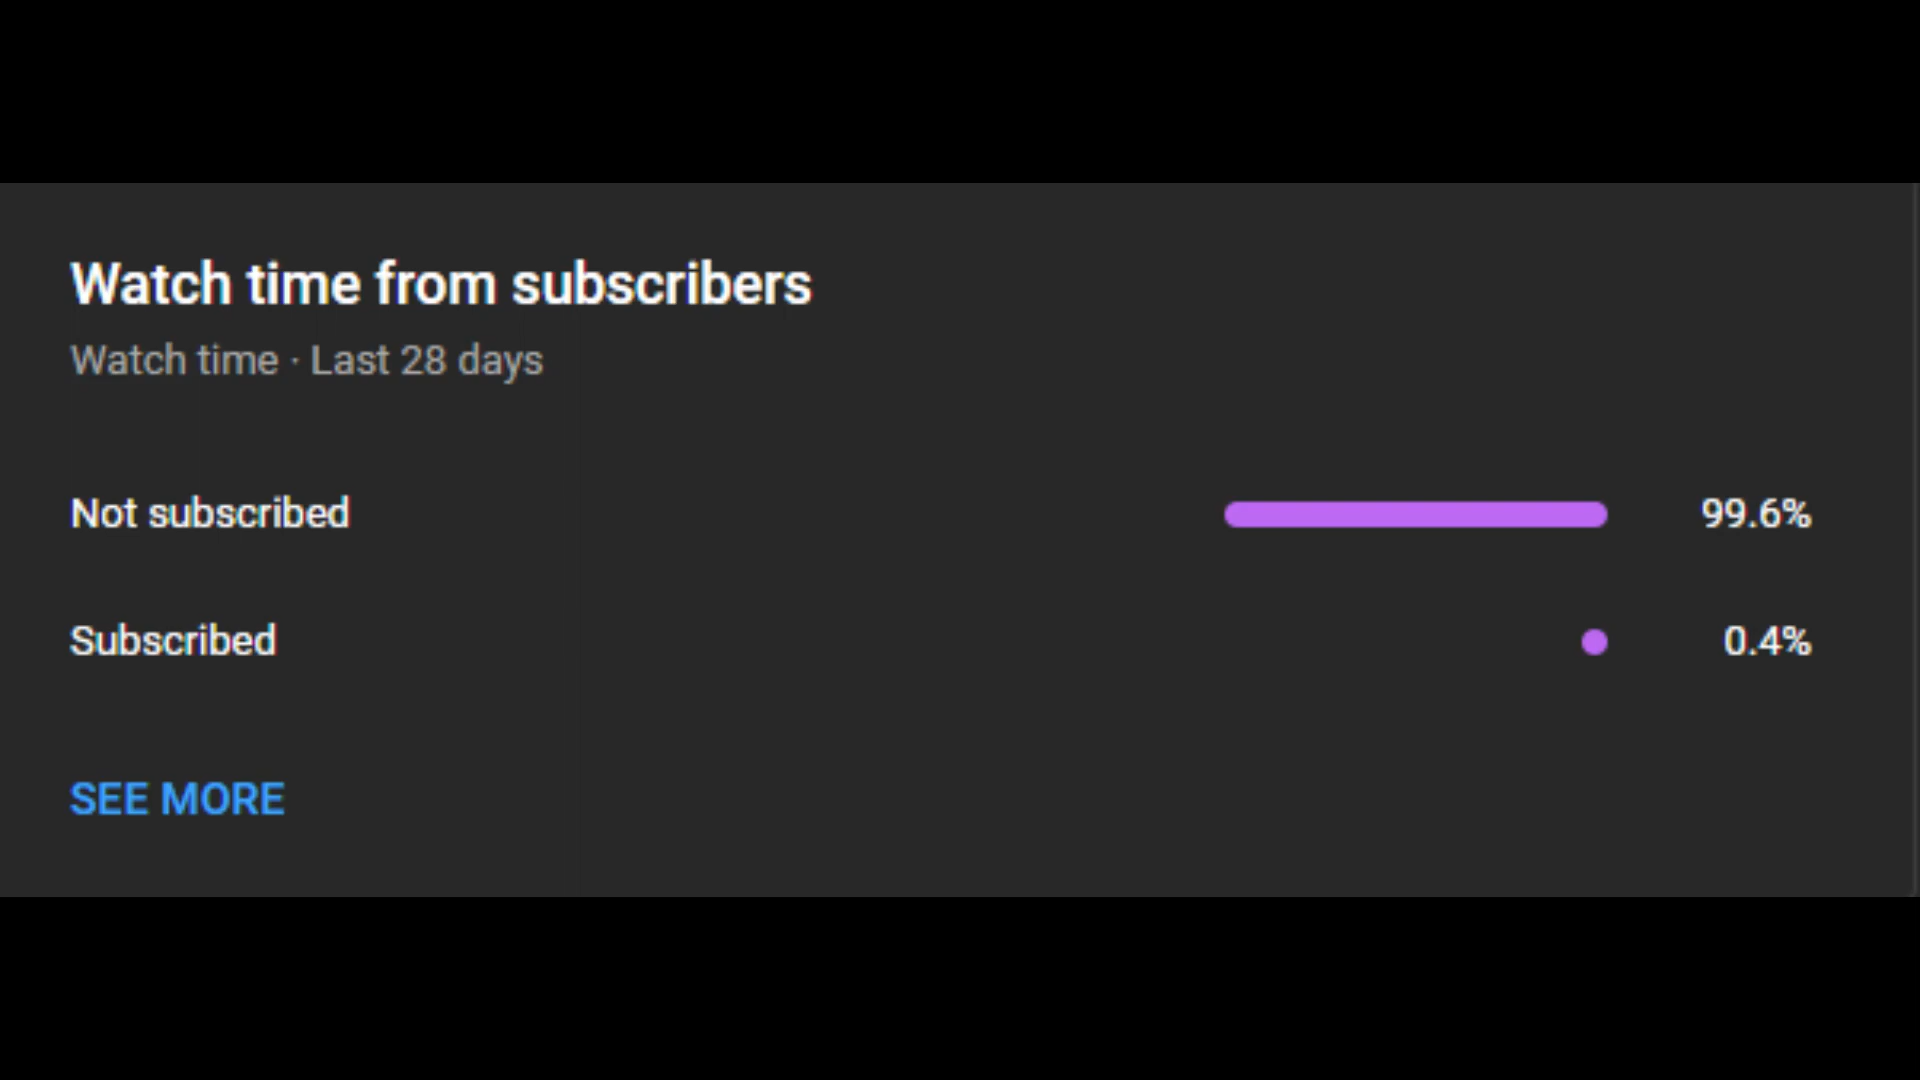 Watch time from subscribers
Watch time · Last 28 days
Not subscribed 99.6%
Subscribed 0.4%
SEE MORE